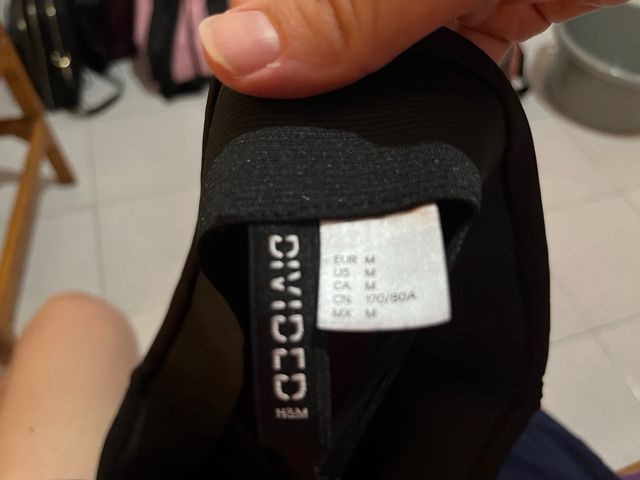 DIVIDED
H&M
EUR M
US M
CA M
CN 170/80A
MX M